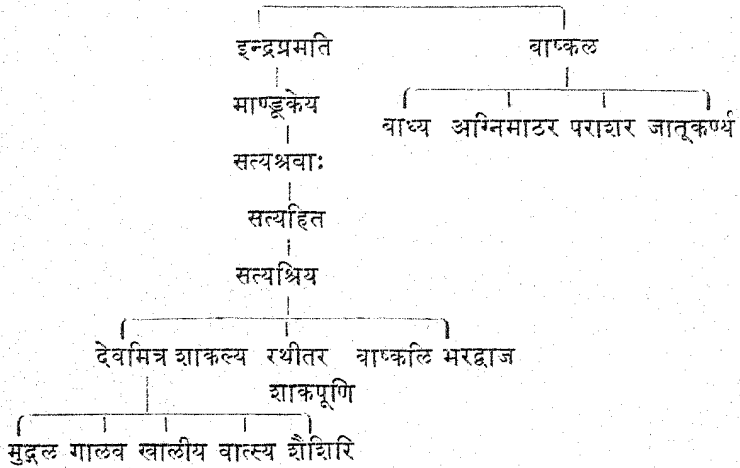 इन्द्रप्रमति वाष्कल
माण्डूकेय
वाध्य अग्निमाठर पराशर जातूकर्ण्य
सत्यश्रवाः
सत्यहित
सत्यश्रिय
देवमित्र शाकल्य रथीतर वाष्कलि भरद्वाज
शाकपूणि
मुद्गल गालव खालीय वात्स्य शैशिरि